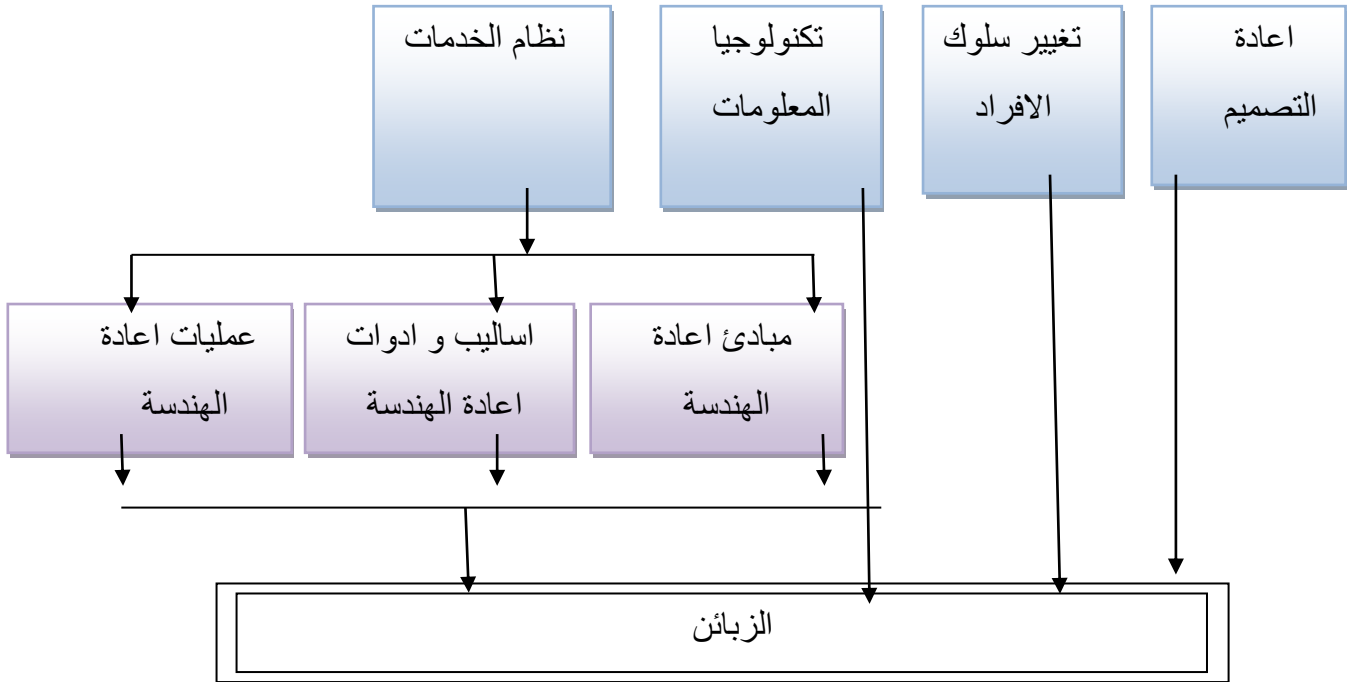 اعادة
التصميم
تغيير سلوك
الافراد
تكنولوجيا
المعلومات
نظام الخدمات
مبادئ اعادة
الهندسة
اساليب و ادوات
اعادة الهندسة
عمليات اعادة
الهندسة
الزبائن